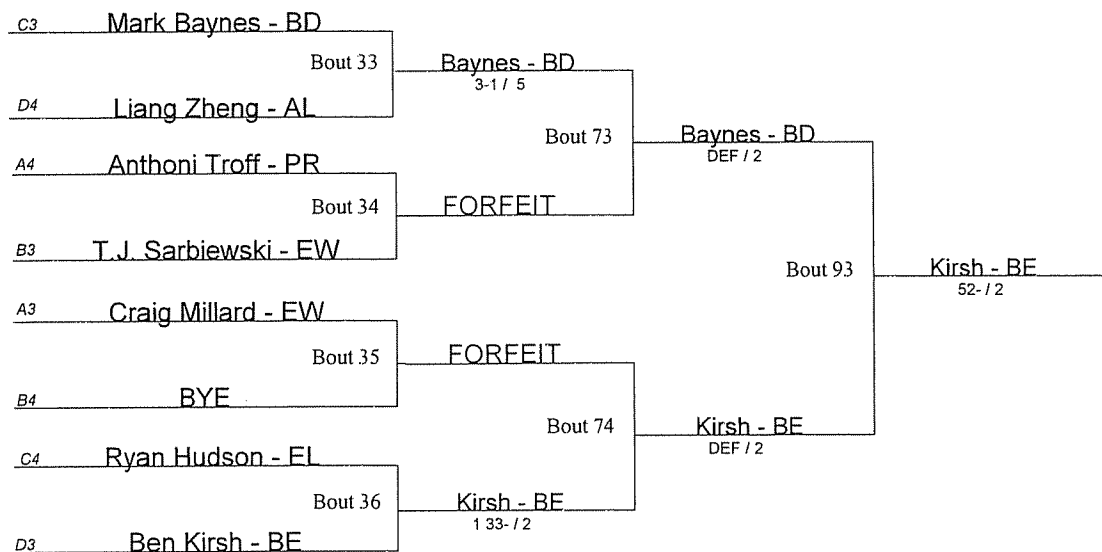 C3 Mark Baynes - BD
Bout 33
Baynes - BD
3-1 / 5
D4 Liang Zheng - AL
Bout 73
Baynes - BD
DEF / 2
A4 Anthoni Troff - PR
Bout 34
FORFEIT
B3 T.J. Sarbiewski - EW
Bout 93
Kirsh - BE
52- / 2
A3 Craig Millard - EW
Bout 35
FORFEIT
B4 BYE
Bout 74
Kirsh - BE
DEF / 2
C4 Ryan Hudson - EL
Bout 36
Kirsh - BE
1 33- / 2
D3 Ben Kirsh - BE